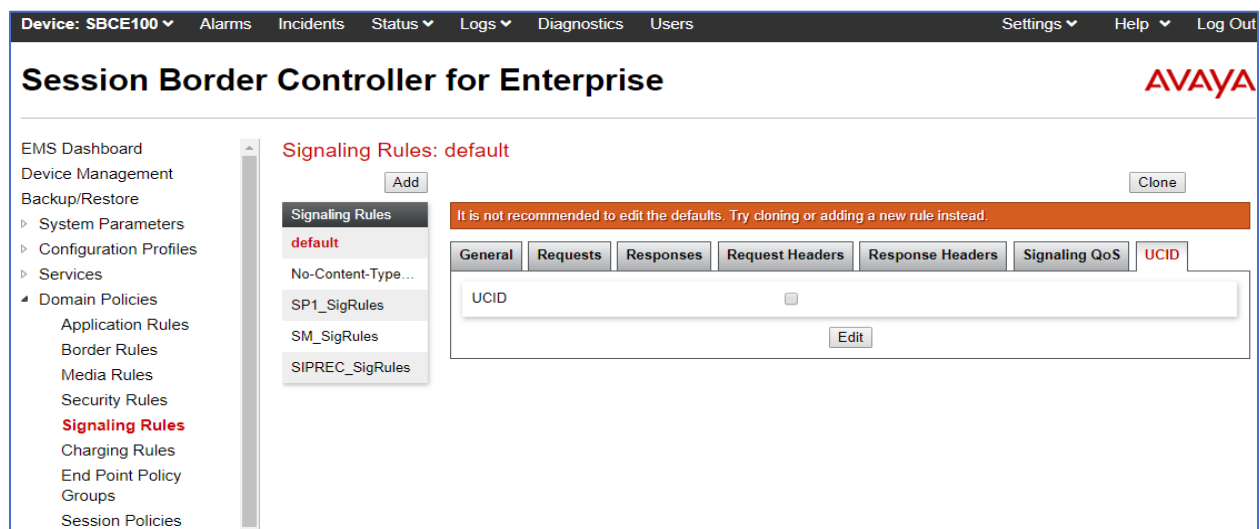 Device: SBCE100 Alarms Incidents Status Logs Diagnostics Users Settings Help Log Out
Session Border Controller for Enterprise
AVAYA
EMS Dashboard
Device Management
Backup/Restore
System Parameters
Configuration Profiles
Services
Domain Policies
Application Rules
Border Rules
Media Rules
Security Rules
Signaling Rules
Charging Rules
End Point Policy
Groups
Session Policies
Signaling Rules: default
Add
Clone
Signaling Rules
default
No-Content-Type...
SP1_SigRules
SM_SigRules
SIPREC_SigRules
It is not recommended to edit the defaults. Try cloning or adding a new rule instead.
General Requests Responses Request Headers Response Headers Signaling QoS UCID
UCID
Edit